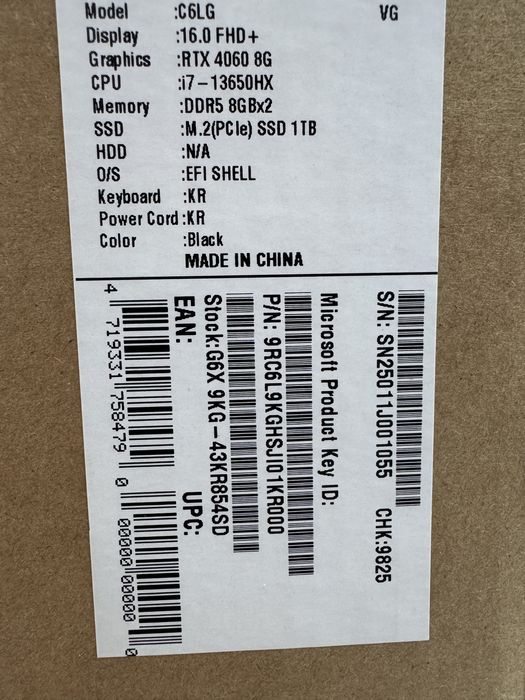 Model :C6LG VG
Display :16.0 FHD+
Graphics :RTX 4060 8G
CPU :i7-13650HX
Memory :DDR5 8GBx2
SSD :M.2(PCIe) SSD 1TB
HDD :N/A
O/S :EFI SHELL
Keyboard :KR
Power Cord :KR
Color :Black
MADE IN CHINA
S/N: SN25011J001055 CHK:9825
Microsoft Product Key ID:
P/N: 9RC6L9KGHSJI01KR000
Stock:G6X 9KG-43KR854SD
EAN: UPC:
4 719331 758479 0 00000 00000 0